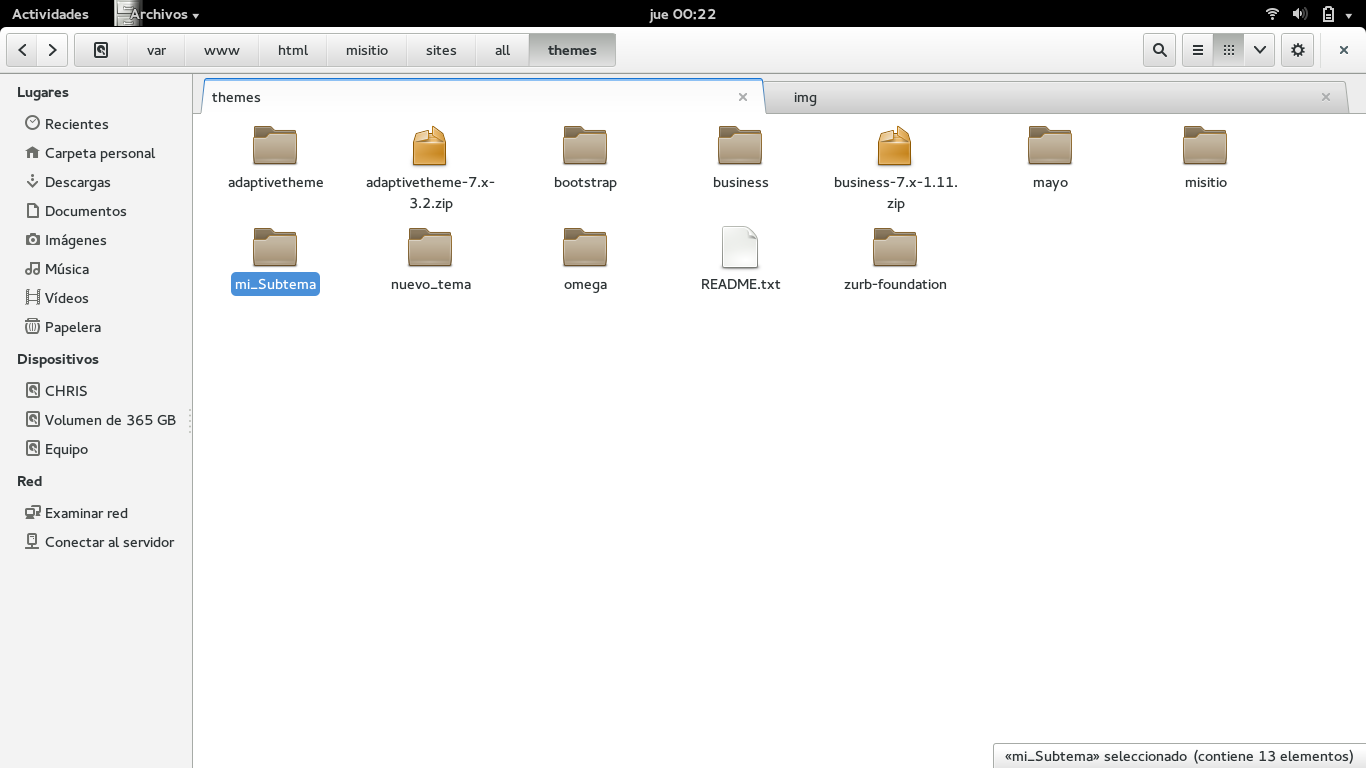 Actividades Archivos jue 00:22
var www html misitio sites all themes
Lugares
Recientes
Carpeta personal
Descargas
Documentos
Imágenes
Música
Vídeos
Papelera
Dispositivos
CHRIS
Volumen de 365 GB
Equipo
Red
Examinar red
Conectar al servidor
themes img
adaptivetheme
adaptivetheme-7.x-
3.2.zip
bootstrap
business
business-7.x-1.11.
zip
mayo
misitio
mi_Subtema
nuevo_tema
omega
README.txt
zurb-foundation
«mi_Subtema» seleccionado (contiene 13 elementos)